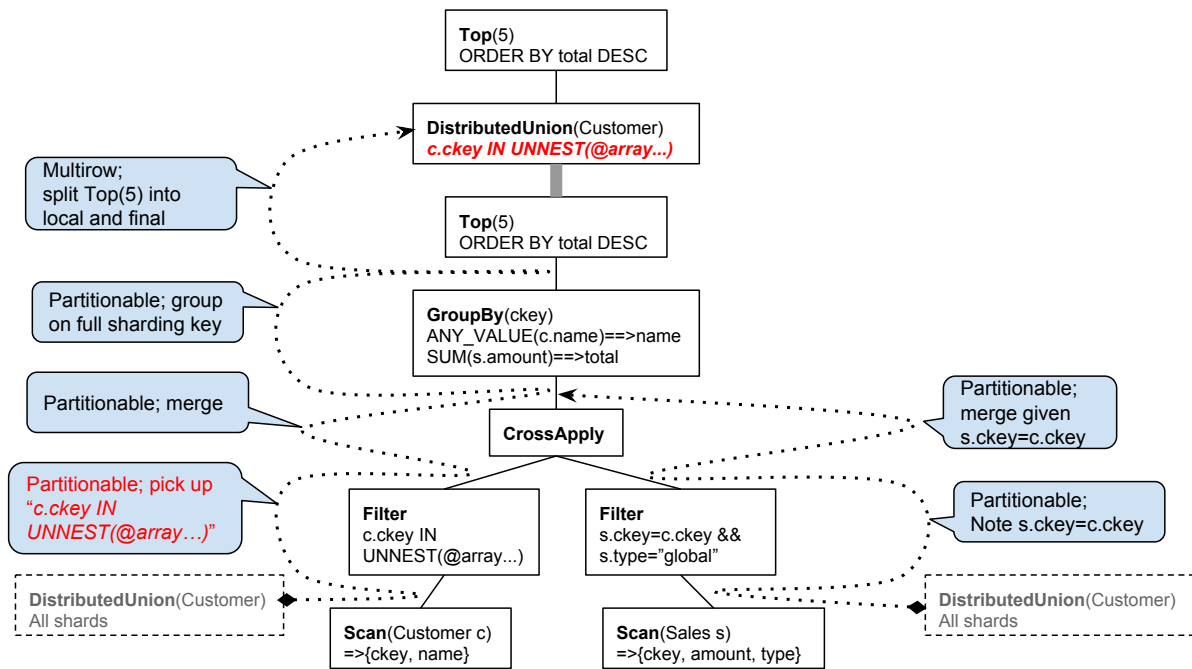 Top(5)
ORDER BY total DESC
DistributedUnion(Customer)
c.ckey IN UNNEST(@array...)
Multirow;
split Top(5) into
local and final
Top(5)
ORDER BY total DESC
Partitionable; group
on full sharding key
GroupBy(ckey)
ANY_VALUE(c.name)==>name
SUM(s.amount)==>total
Partitionable; merge
Partitionable;
merge given
s.ckey=c.ckey
CrossApply
Partitionable; pick up
“c.ckey IN
UNNEST(@array…)”
Filter
c.ckey IN
UNNEST(@array...)
Filter
s.ckey=c.ckey &&
s.type=”global”
Partitionable;
Note s.ckey=c.ckey
DistributedUnion(Customer)
All shards
DistributedUnion(Customer)
All shards
Scan(Customer c)
=>{ckey, name}
Scan(Sales s)
=>{ckey, amount, type}